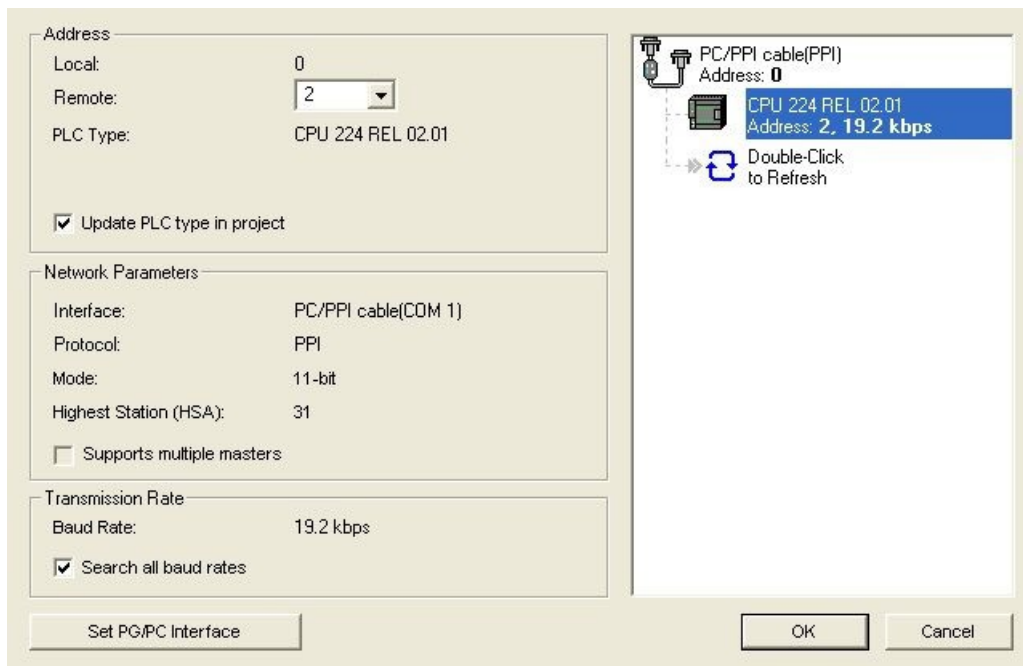 Address
Local: 0
Remote: 2
PLC Type: CPU 224 REL 02.01
Update PLC type in project
Network Parameters
Interface: PC/PPI cable(COM 1)
Protocol: PPI
Mode: 11-bit
Highest Station (HSA): 31
Supports multiple masters
Transmission Rate
Baud Rate: 19.2 kbps
Search all baud rates
Set PG/PC Interface
PC/PPI cable(PPI)
Address: 0
CPU 224 REL 02.01
Address: 2, 19.2 kbps
Double-Click
to Refresh
OK
Cancel